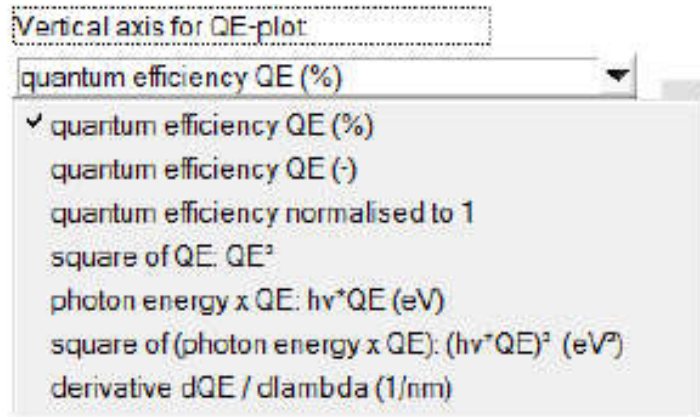 Vertical axis for QE-plot:
quantum efficiency QE (%)
quantum efficiency QE (%)
quantum efficiency QE (-)
quantum efficiency normalised to 1
square of QE: QE²
photon energy x QE: hv*QE (eV)
square of (photon energy x QE): (hv*QE)² (eV²)
derivative dQE / dlambda (1/nm)